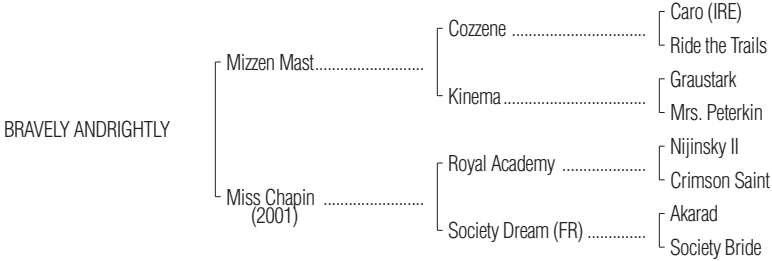 Caro (IRE)
Cozzene ................................
Ride the Trails
Mizzen Mast..........................
Graustark
Kinema..................................
Mrs. Peterkin
BRAVELY ANDRIGHTLY
Nijinsky II
Royal Academy ....................
Crimson Saint
Miss Chapin ........................
(2001)
Akarad
Society Dream (FR) ..............
Society Bride